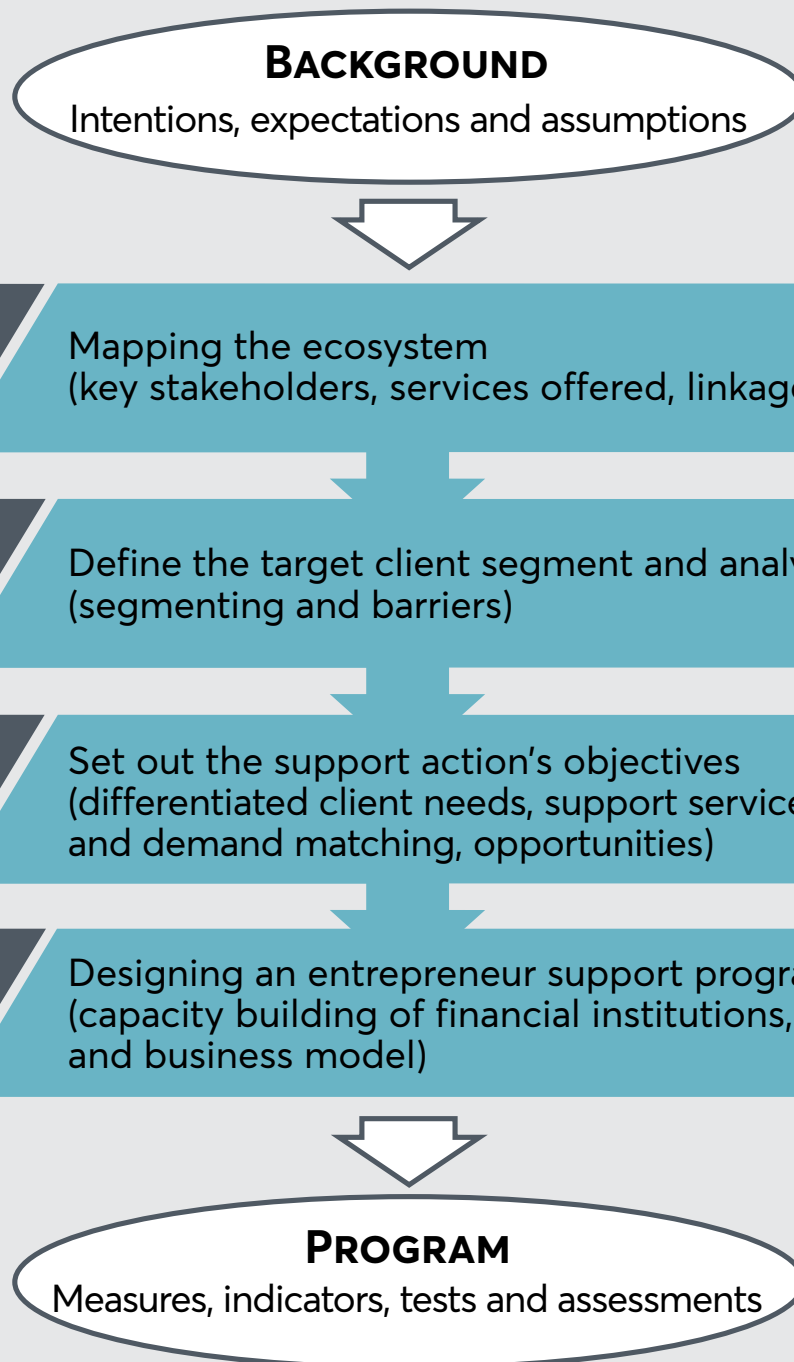 BACKGROUND
Intentions, expectations and assumptions
Mapping the ecosystem
(key stakeholders, services offered,
Define the target client segment and
(segmenting and barriers)
Set out the support action's objectives
(differentiated client needs, support
and demand matching, opportunities)
Designing an entrepreneur support
(capacity building of financial institutions,
and business model)
PROGRAM
Measures, indicators, tests and assessments